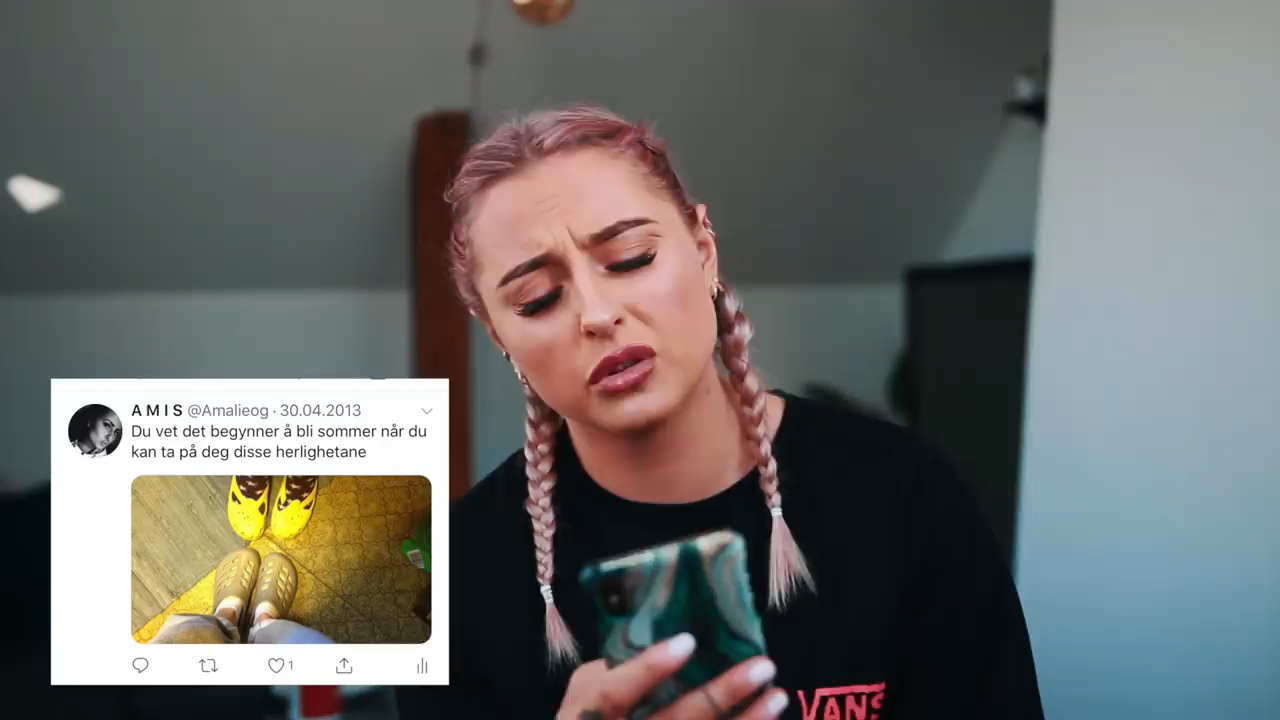 A M I S @Amalieog · 30.04.2013
Du vet det begynner å bli sommer når du
kan ta på deg disse herlighetane
1
VANS